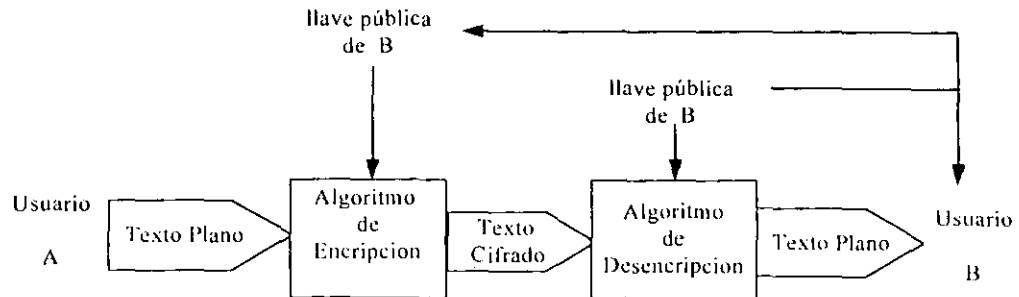 llave pública
de B
llave pública
de B
Usuario
A
Texto Plano
Algoritmo
de
Encripcion
Texto
Cifrado
Algoritmo
de
Desencripcion
Texto Plano
Usuario
B